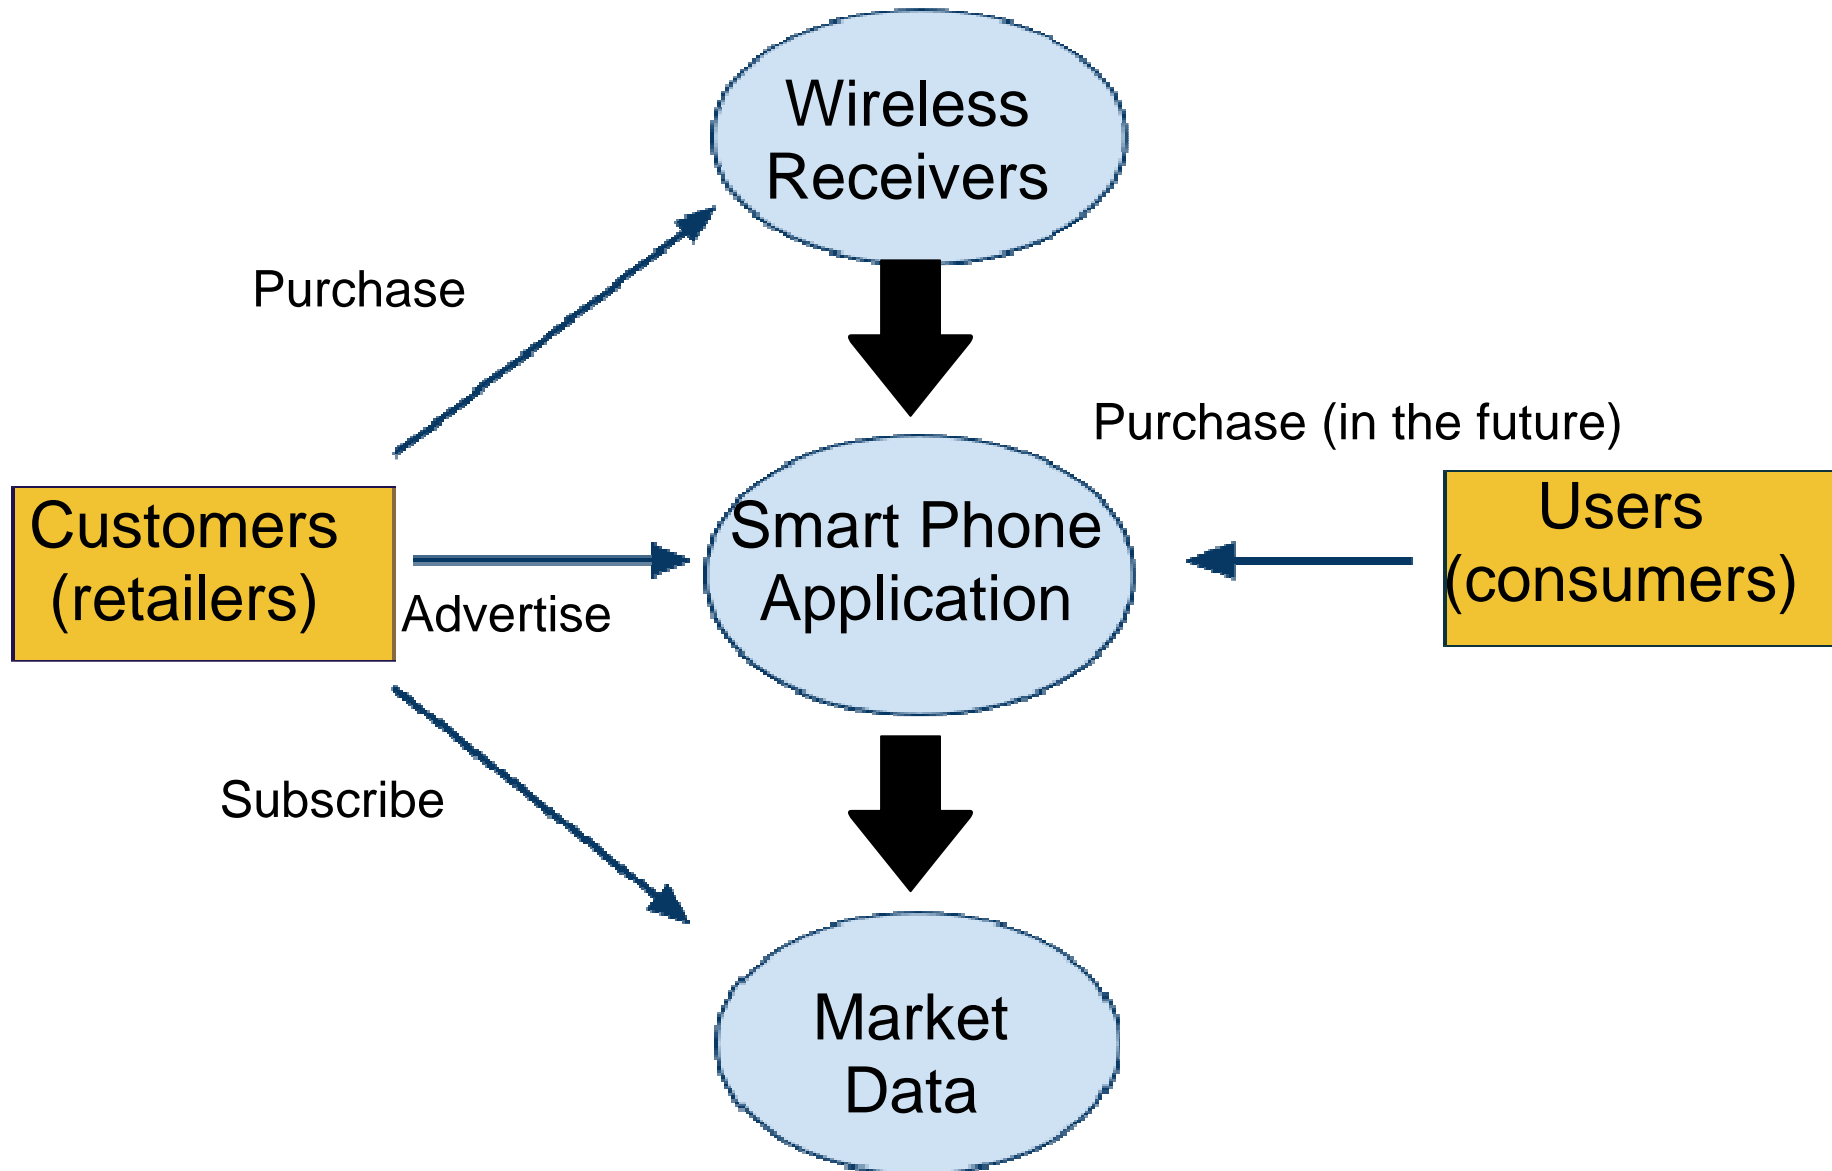 Wireless
Receivers
Purchase
Purchase (in the future)
Customers
(retailers)
Advertise
Smart Phone
Application
Users
(consumers)
Subscribe
Market
Data